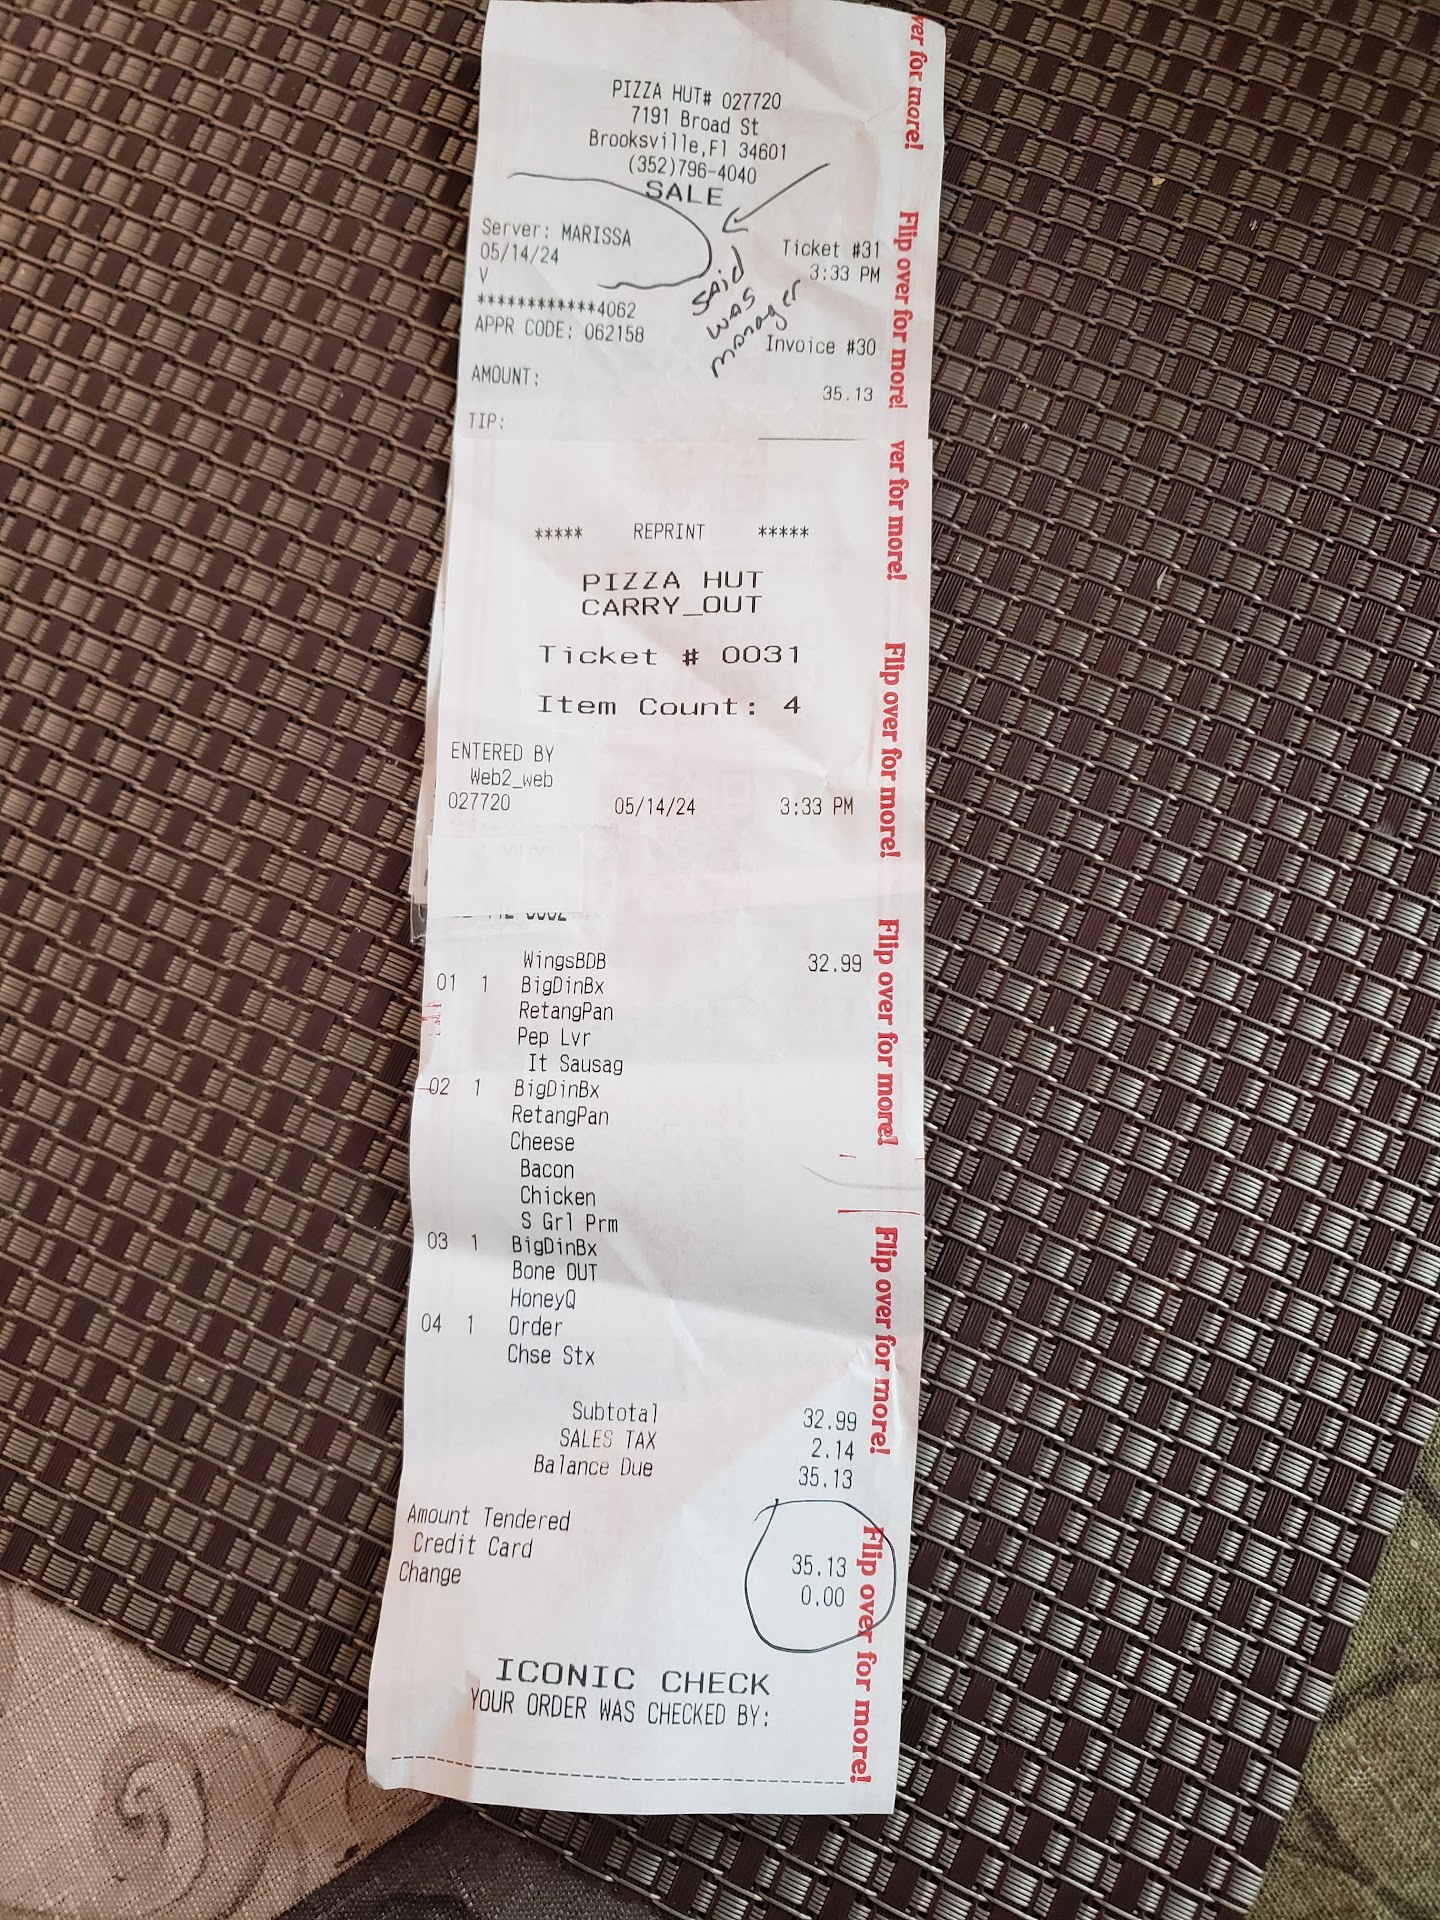 PIZZA HUT# 027720
7191 Broad St
Brooksville,Fl 34601
(352)796-4040
SALE
Server: MARISSA
05/14/24 Ticket #31
V 3:33 PM
************4062
APPR CODE: 062158 Invoice #30
said
was
manager
AMOUNT: 35.13
TIP:
***** REPRINT *****
PIZZA HUT
CARRY_OUT
Ticket # 0031
Item Count: 4
ENTERED BY
Web2_web
027720 05/14/24 3:33 PM
WingsBDB 32.99
01 1 BigDinBx
RetangPan
Pep Lvr
It Sausag
02 1 BigDinBx
RetangPan
Cheese
Bacon
Chicken
S Grl Prm
03 1 BigDinBx
Bone OUT
HoneyQ
04 1 Order
Chse Stx
Subtotal 32.99
SALES TAX 2.14
Balance Due 35.13
Amount Tendered
Credit Card 35.13
Change 0.00
ICONIC CHECK
YOUR ORDER WAS CHECKED BY:
ver for more!
Flip over for more!
ver for more!
Flip over for more!
Flip over for more!
Flip over for more!
Flip over for more!